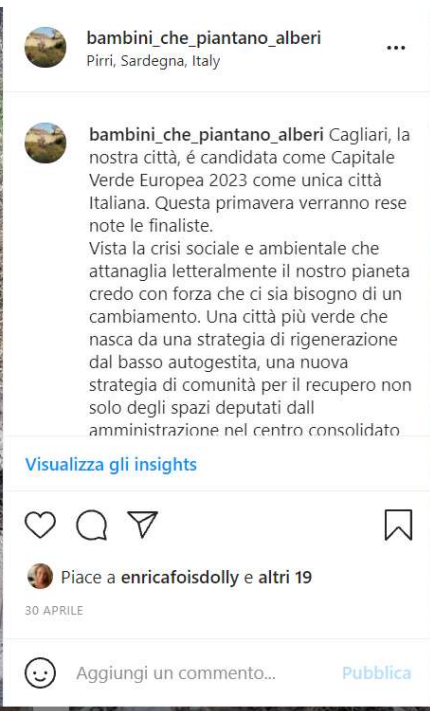 bambini_che_piantano_alberi
Pirri, Sardegna, Italy
bambini_che_piantano_alberi Cagliari, la
nostra città, é candidata come Capitale
Verde Europea 2023 come unica città
Italiana. Questa primavera verranno rese
note le finaliste.
Vista la crisi sociale e ambientale che
attanaglia letteralmente il nostro pianeta
credo con forza che ci sia bisogno di un
cambiamento. Una città più verde che
nasca da una strategia di rigenerazione
dal basso autogestita, una nuova
strategia di comunità per il recupero non
solo degli spazi deputati dall
amministrazione nel centro consolidato
Visualizza gli insights
Piace a enricafoisdolly e altri 19
30 APRILE
Aggiungi un commento... Pubblica